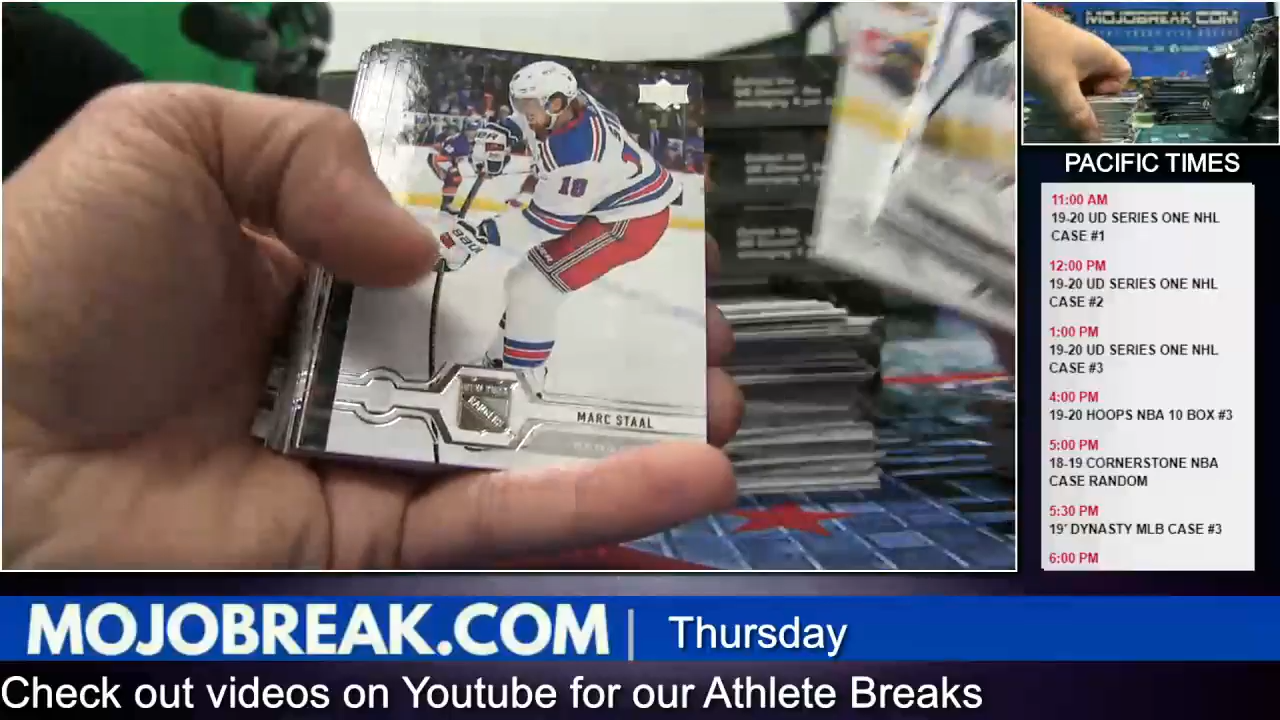 MOJOBREAK.COM
18
MARC STAAL
PACIFIC TIMES
11:00 AM
19-20 UD SERIES ONE NHL
CASE #1
12:00 PM
19-20 UD SERIES ONE NHL
CASE #2
1:00 PM
19-20 UD SERIES ONE NHL
CASE #3
4:00 PM
19-20 HOOPS NBA 10 BOX #3
5:00 PM
18-19 CORNERSTONE NBA
CASE RANDOM
5:30 PM
19' DYNASTY MLB CASE #3
6:00 PM
MOJOBREAK.COM | Thursday
Check out videos on Youtube for our Athlete Breaks